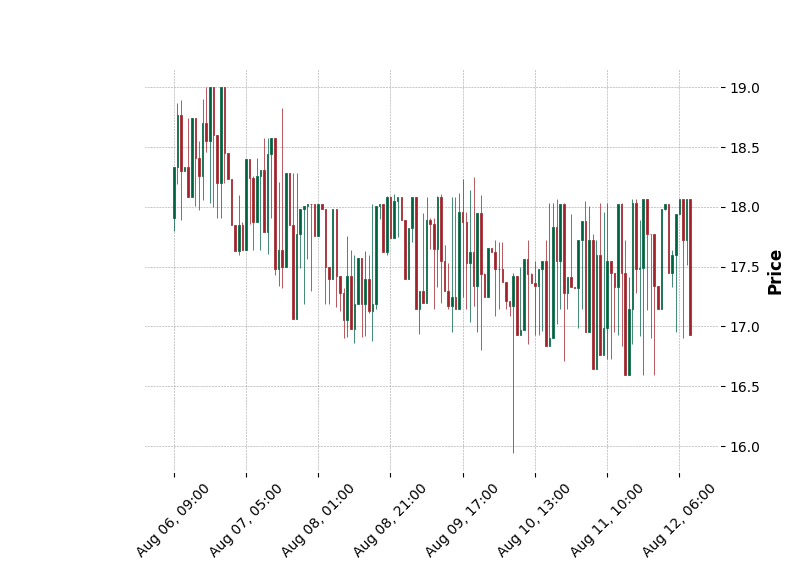 19.0
18.5
18.0
17.5
17.0
16.5
16.0
Price
Aug 06, 09:00
Aug 07, 05:00
Aug 08, 01:00
Aug 08, 21:00
Aug 09, 17:00
Aug 10, 13:00
Aug 11, 10:00
Aug 12, 06:00